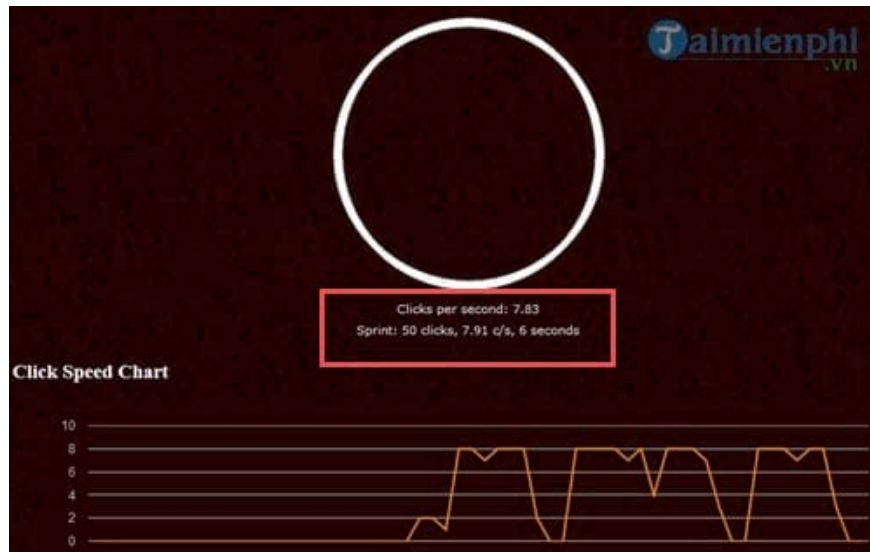 Taimienphi
.vn
Clicks per second: 7.83
Sprint: 50 clicks, 7.91 c/s, 6 seconds
Click Speed Chart
10
8
6
4
2
0